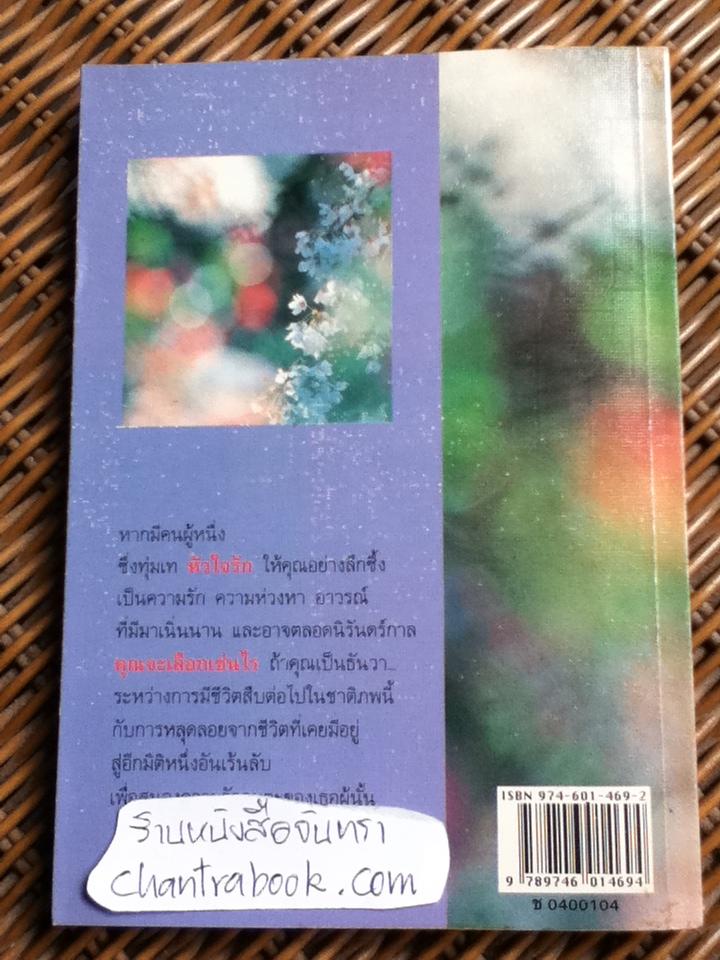 หากมีคนผู้หนึ่ง
ซึ่งทุ่มเท หัวใจรัก ให้คุณอย่างลึกซึ้ง
เป็นความรัก ความห่วงหา อาวรณ์
ที่มีมาเนิ่นนาน และอาจตลอดนิรันดร์กาล
คุณจะเลือกเช่นไร ถ้าคุณเป็นธันวา...
ระหว่างการมีชีวิตสืบต่อไปในชาติภพนี้
กับการหลุดลอยจากชีวิตที่เคยมีอยู่
สู่อีกมิติหนึ่งอันเร้นลับ
ของเธอผู้นั้น
ร้านหนังสือจันทรา
chantrabook.com
ISBN 974-601-469-2
9 789746 014694
ช 0400104